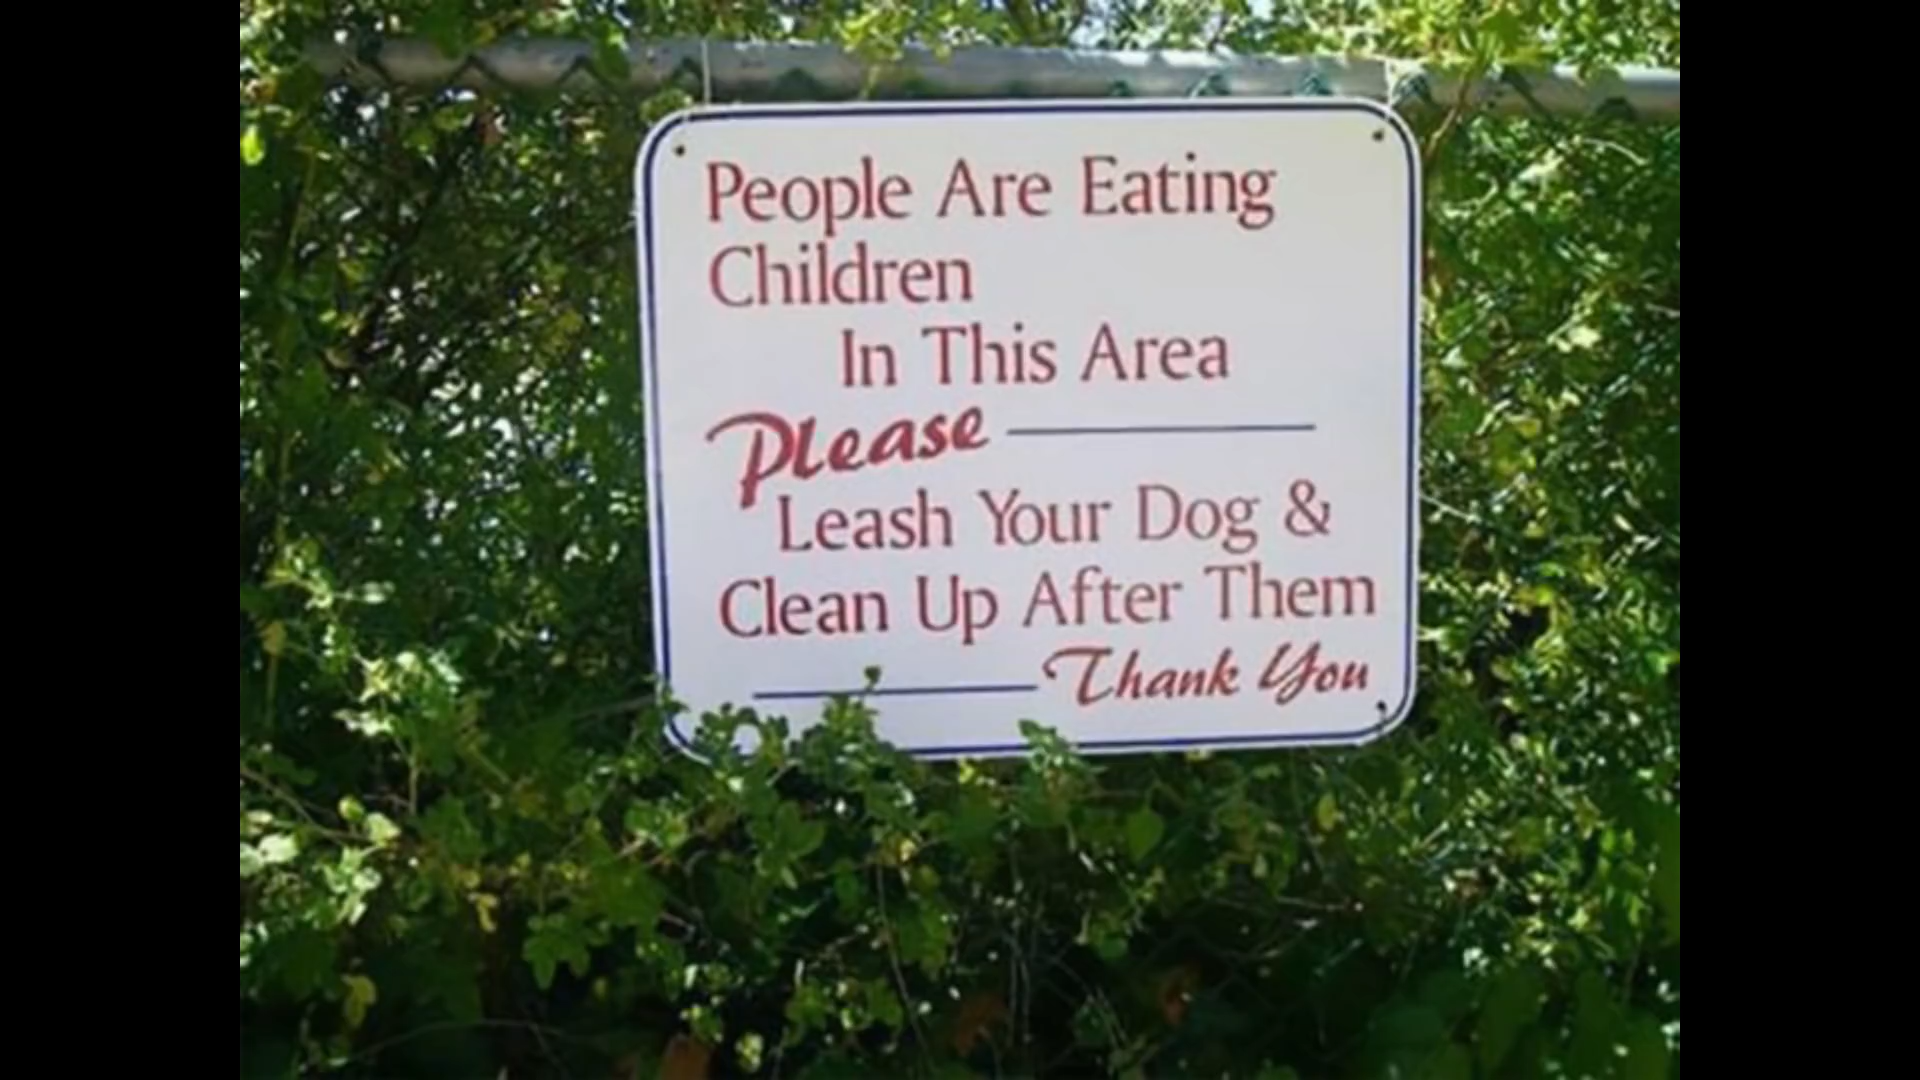 People Are Eating
Children
In This Area
Please
Leash Your Dog &
Clean Up After Them
Thank You